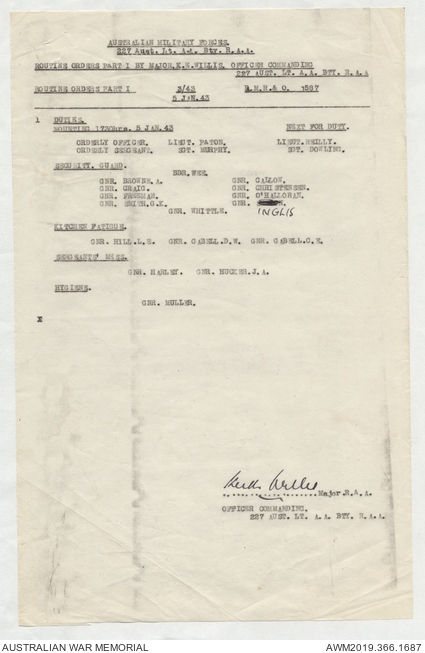 AUSTRALIAN MILITARY FORCES.
227 Aust. Lt. A.A. Bty. R.A.A.
ROUTINE ORDERS PART I BY MAJOR.K.M.WILLIS, OFFICER COMMANDING
227 AUST. LT. A.A. BTY. R.A.A
ROUTINE ORDERS PART I 3/43 R.M.H & O. 1597
5 JAN.43
1 DUTIES.
MOUNTING 1730hrs. 5 JAN.43 NEXT FOR DUTY.
ORDERLY OFFICER. LIEUT. PATON. LIEUT.REILLY.
ORDERLY SERGEANT. SGT. MURPHY. SGT. DOWLING.
SECURITY. GUARD. BDR.WEE.
GNR. BROWNE.A. GNR. CALLOW.
GNR. CRAIG. GNR. CHRISTENSEN.
GNR. FREEMAN. GNR. O'HALLORAN.
GNR. SMITH.G.K. GNR.
GNR. WHITTLE. INGLIS
KITCHEN FATIGUE.
GNR. HILL.L.E. GNR. GABELL.D.W. GNR. GABELL.C.E.
SERGEANTS' MESS.
GNR. HARLEY. GNR. HUCKER.J.A.
HYGIENE.
GNR. MULLER.
Keith Willis
Major.R.A.A.
OFFICER COMMANDING.
227 AUST. LT. A.A. BTY. R.A.A.
AUSTRALIAN WAR MEMORIAL AWM2019.366.1687